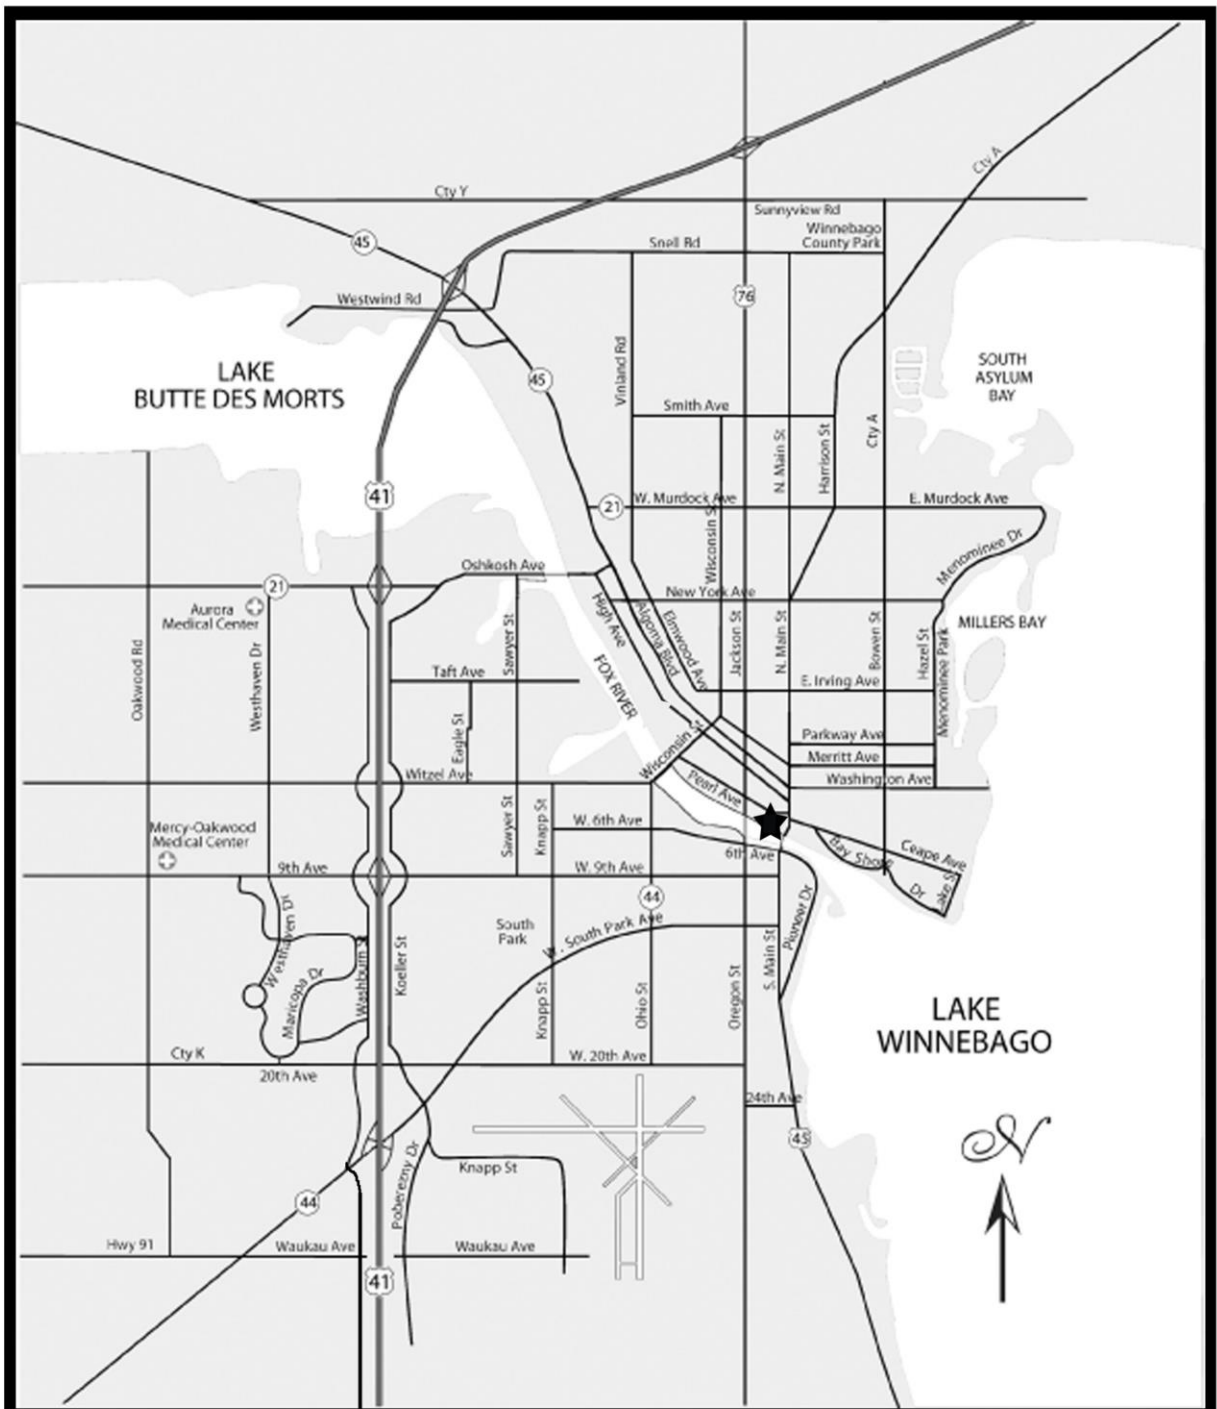 Cty A
Cty Y
Sunnyview Rd
Winnebago
County Park
45
Snell Rd
Westwind Rd
76
LAKE
BUTTE DES MORTS
45
Vinland Rd
SOUTH
ASYLUM
BAY
Smith Ave
N. Main St
Harrison St
Cty A
41
21
W. Murdock Ave
E. Murdock Ave
Wisconsin St
Menominee Dr
Oshkosh Ave
21
New York Ave
Aurora
Medical Center
High Ave
Algoma Blvd
Elmwood Ave
Jackson St
N. Main St
Bowen St
Hazel St
Menominee Park
MILLERS BAY
Oakwood Rd
Westhaven Dr
Sawyer St
Taft Ave
FOX RIVER
E. Irving Ave
Eagle St
Wisconsin St
Parkway Ave
Merritt Ave
Witzel Ave
Washington Ave
Pearl Ave
Mercy-Oakwood
Medical Center
Sawyer St
Knapp St
W. 6th Ave
6th Ave
Bay Shore
Dr
Ceape Ave
Lake St
9th Ave
W. 9th Ave
44
South
Park
W. South Park Ave
Pioneer Dr
Westhaven Dr
Maricopa Dr
Washburn St
Koeller St
Knapp St
Ohio St
Oregon St
S. Main St
LAKE
WINNEBAGO
Cty K
W. 20th Ave
20th Ave
24th Ave
45
N
Poberezny Dr
Knapp St
44
Hwy 91
Waukau Ave
Waukau Ave
41